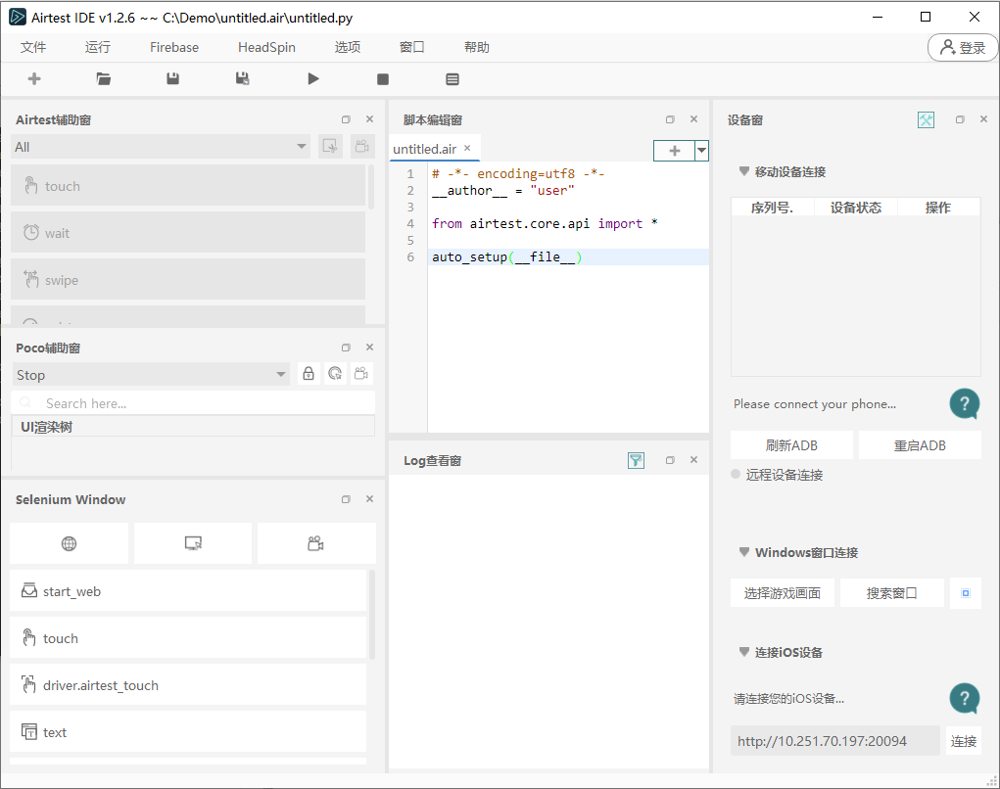 Airtest IDE v1.2.6 ~~ C:\Demo\untitled.air\untitled.py
文件 运行 Firebase HeadSpin 选项 窗口 帮助 登录
Airtest辅助窗
All
touch
wait
swipe
Poco辅助窗
Stop
Search here...
UI渲染树
Selenium Window
start_web
touch
driver.airtest_touch
text
脚本编辑窗
untitled.air
1 # -*- encoding=utf8 -*-
2 __author__ = "user"
3
4 from airtest.core.api import *
5
6 auto_setup(__file__)
Log查看窗
设备窗
移动设备连接
序列号. 设备状态 操作
Please connect your phone...
?
刷新ADB 重启ADB
远程设备连接
Windows窗口连接
选择游戏画面 搜索窗口
连接iOS设备
请连接您的iOS设备...
?
http://10.251.70.197:20094 连接